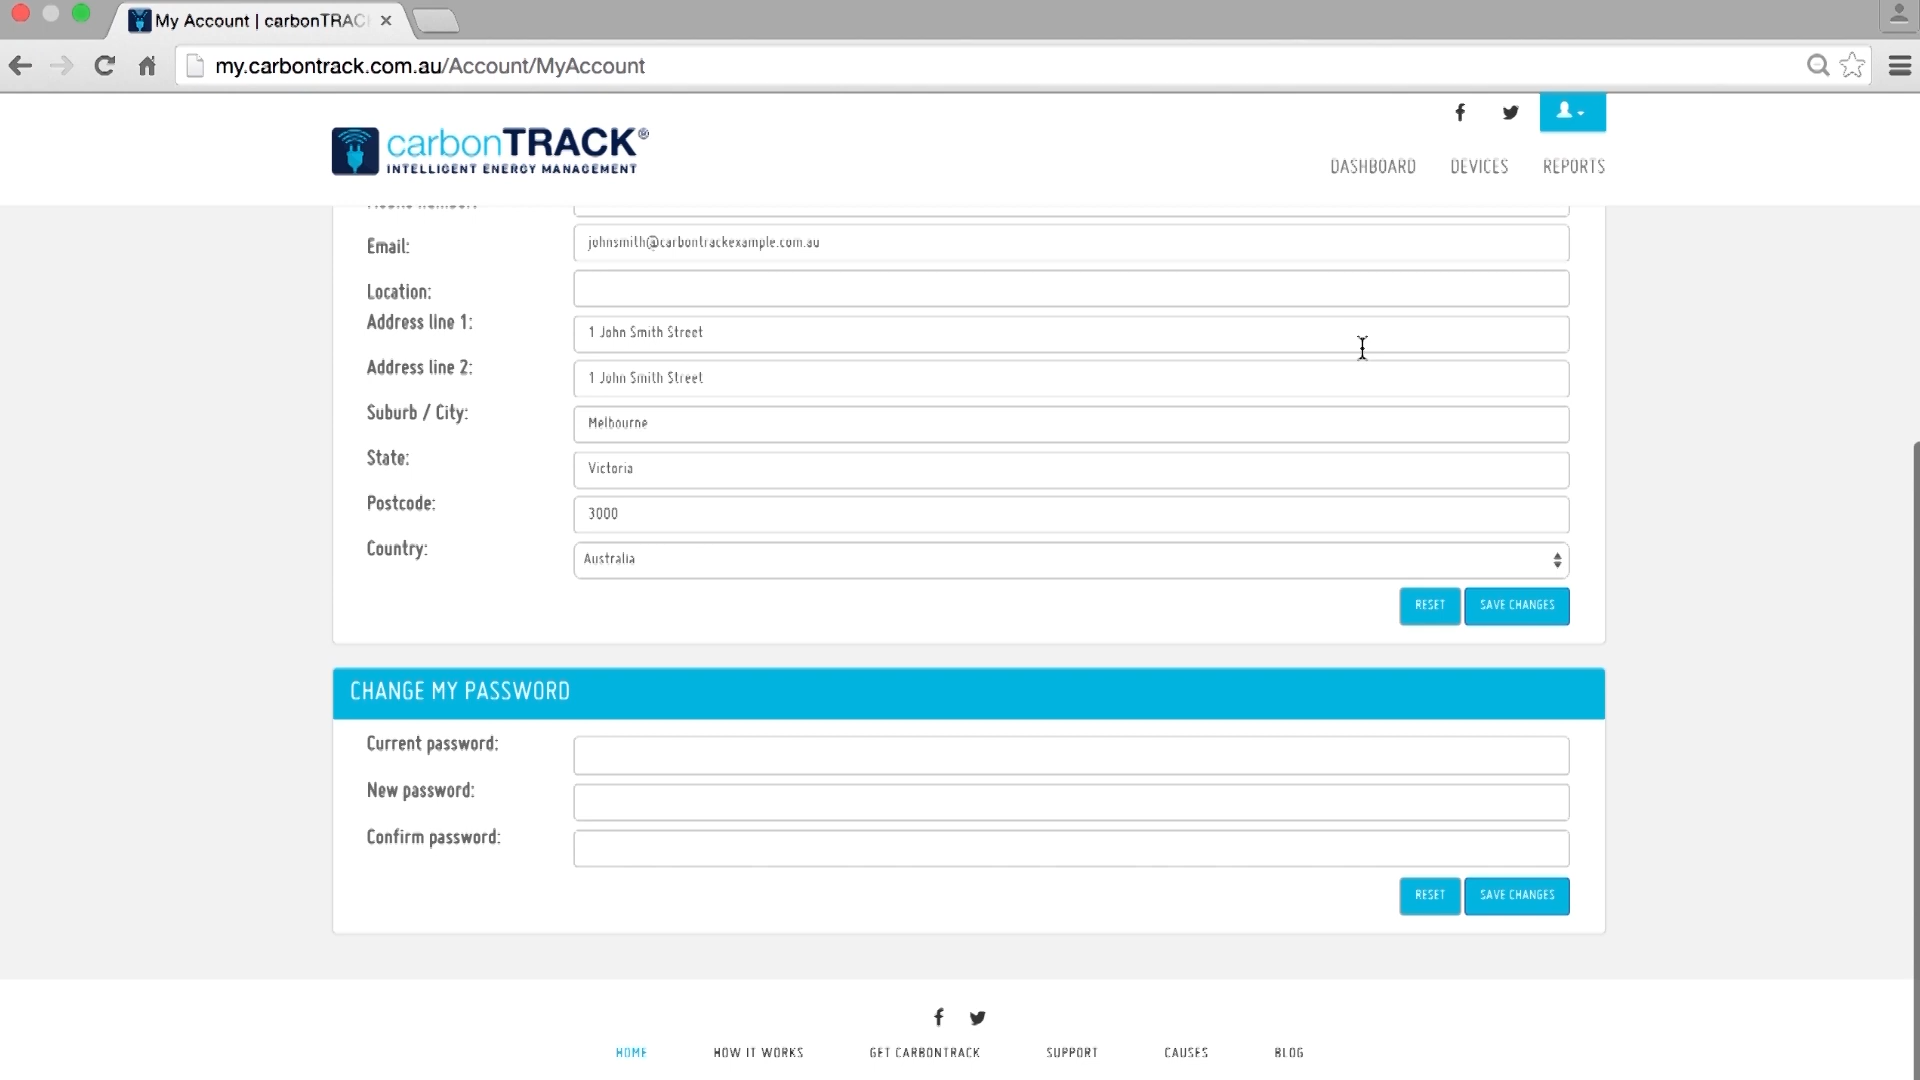 My Account | carbonTRAC
my.carbontrack.com.au/Account/MyAccount
carbonTRACK®
INTELLIGENT ENERGY MANAGEMENT
DASHBOARD DEVICES REPORTS
Email: johnsmith@carbontrackexample.com.au
Location:
Address line 1: 1 John Smith Street
Address line 2: 1 John Smith Street
Suburb / City: Melbourne
State: Victoria
Postcode: 3000
Country: Australia
RESET SAVE CHANGES
CHANGE MY PASSWORD
Current password:
New password:
Confirm password:
RESET SAVE CHANGES
HOME HOW IT WORKS GET CARBONTRACK SUPPORT CAUSES BLOG